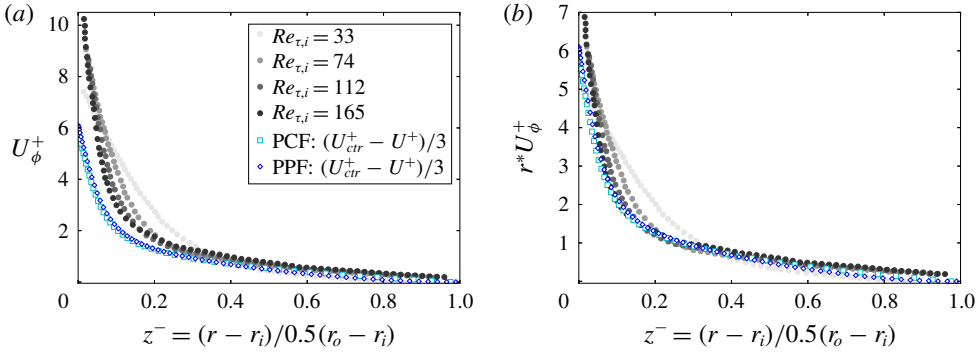 (a)
10
8
6
4
2
0
0.2
0.4
0.6
0.8
1.0
U_ϕ^+
z^− = (r − r_i)/0.5(r_o − r_i)
Re_{τ,i} = 33
Re_{τ,i} = 74
Re_{τ,i} = 112
Re_{τ,i} = 165
PCF: (U_{ctr}^+ − U^+)/3
PPF: (U_{ctr}^+ − U^+)/3
(b)
7
6
5
4
3
2
1
0
0.2
0.4
0.6
0.8
1.0
r*U_ϕ^+
z^− = (r − r_i)/0.5(r_o − r_i)